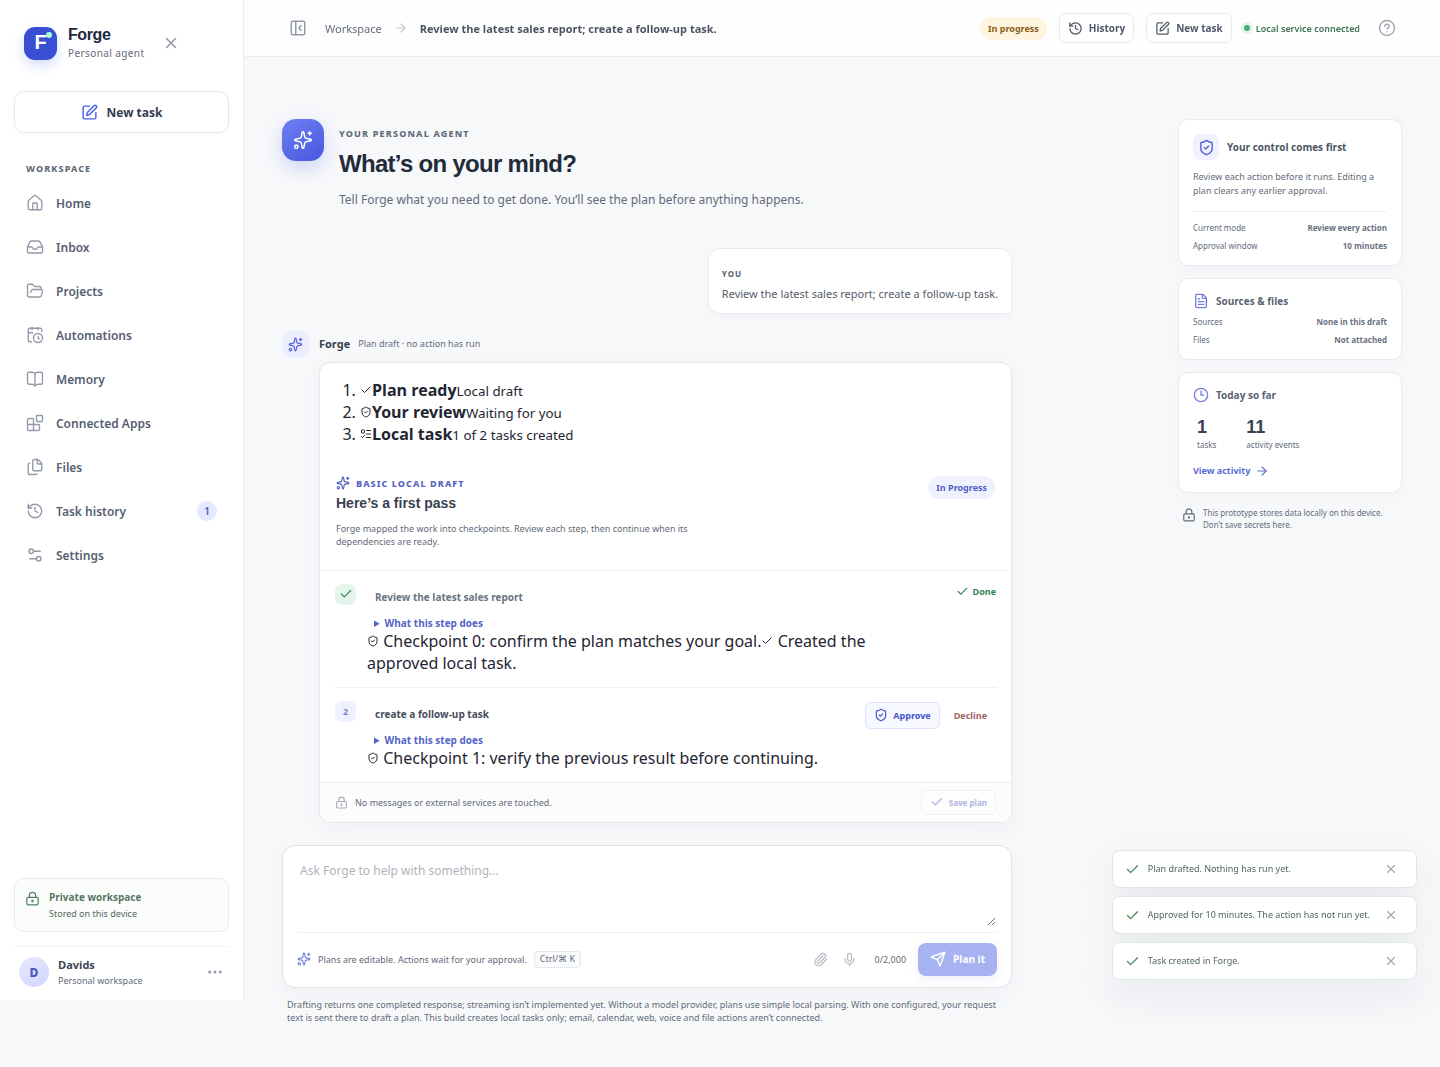 F
Forge
Personal agent
New task
WORKSPACE
Home
Inbox
Projects
Automations
Memory
Connected Apps
Files
Task history
1
Settings
Private workspace
Stored on this device
D
Davids
Personal workspace
Workspace
Review the latest sales report; create a follow-up task.
In progress
History
New task
Local service connected
YOUR PERSONAL AGENT
What’s on your mind?
Tell Forge what you need to get done. You’ll see the plan before anything happens.
YOU
Review the latest sales report; create a follow-up task.
Forge Plan draft · no action has run
1. Plan ready Local draft
2. Your review Waiting for you
3. Local task 1 of 2 tasks created
BASIC LOCAL DRAFT
Here’s a first pass
In Progress
Forge mapped the work into checkpoints. Review each step, then continue when its
dependencies are ready.
Review the latest sales report
Done
What this step does
Checkpoint 0: confirm the plan matches your goal. Created the
approved local task.
2
create a follow-up task
Approve
Decline
What this step does
Checkpoint 1: verify the previous result before continuing.
No messages or external services are touched.
Save plan
Ask Forge to help with something...
Plans are editable. Actions wait for your approval.
Ctrl/⌘ K
0/2,000
Plan it
Drafting returns one completed response; streaming isn’t implemented yet. Without a model provider, plans use simple local parsing. With one configured, your request
text is sent there to draft a plan. This build creates local tasks only; email, calendar, web, voice and file actions aren’t connected.
Your control comes first
Review each action before it runs. Editing a
plan clears any earlier approval.
Current mode Review every action
Approval window 10 minutes
Sources & files
Sources None in this draft
Files Not attached
Today so far
1 11
tasks activity events
View activity
This prototype stores data locally on this device.
Don’t save secrets here.
Plan drafted. Nothing has run yet.
Approved for 10 minutes. The action has not run yet.
Task created in Forge.